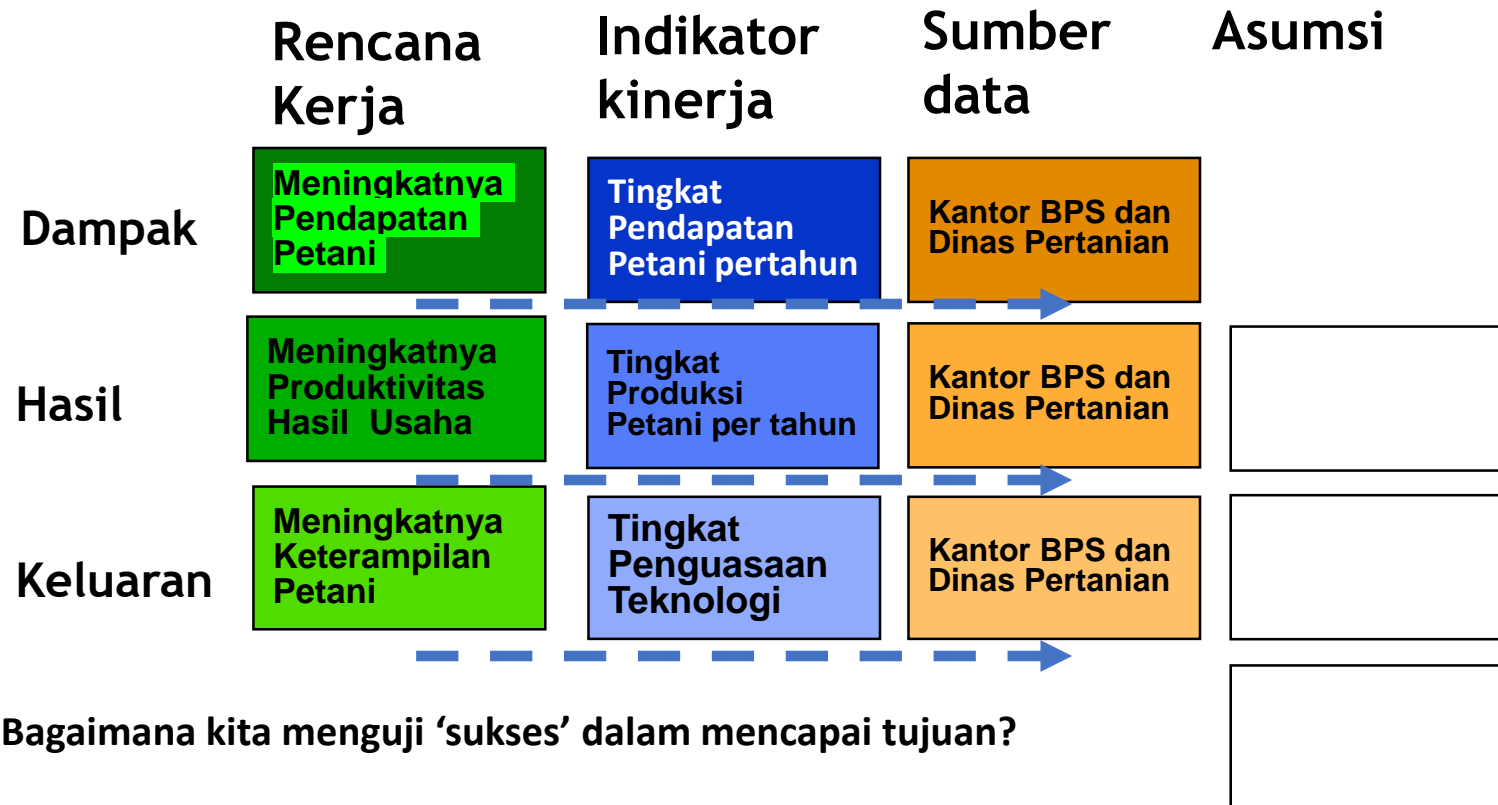 Rencana
Kerja
Indikator
kinerja
Sumber
data
Asumsi
Dampak
Meningkatnya
Pendapatan
Petani
Tingkat
Pendapatan
Petani pertahun
Kantor BPS dan
Dinas Pertanian
Hasil
Meningkatnya
Produktivitas
Hasil Usaha
Tingkat
Produksi
Petani per tahun
Kantor BPS dan
Dinas Pertanian
Keluaran
Meningkatnya
Keterampilan
Petani
Tingkat
Penguasaan
Teknologi
Kantor BPS dan
Dinas Pertanian
Bagaimana kita menguji ‘sukses’ dalam mencapai tujuan?